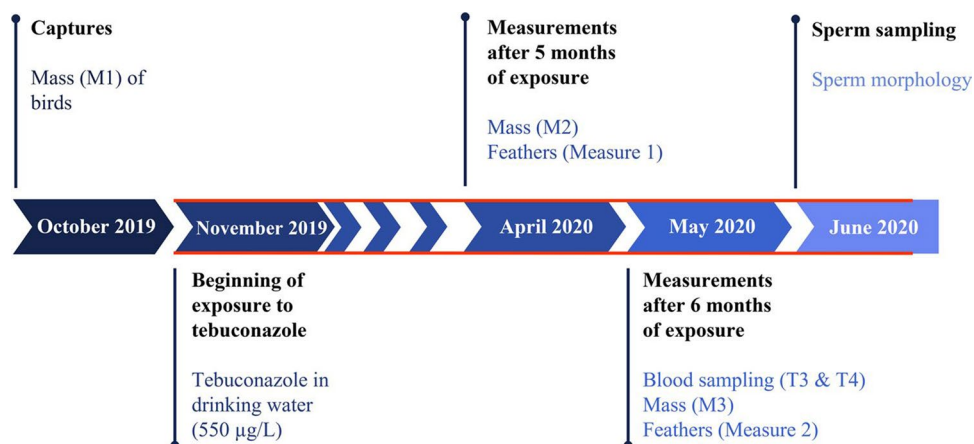 Captures
Mass (M1) of
birds
Measurements
after 5 months
of exposure
Mass (M2)
Feathers (Measure 1)
Sperm sampling
Sperm morphology
October 2019
November 2019
April 2020
May 2020
June 2020
Beginning of
exposure to
tebuconazole
Tebuconazole in
drinking water
(550 µg/L)
Measurements
after 6 months
of exposure
Blood sampling (T3 & T4)
Mass (M3)
Feathers (Measure 2)